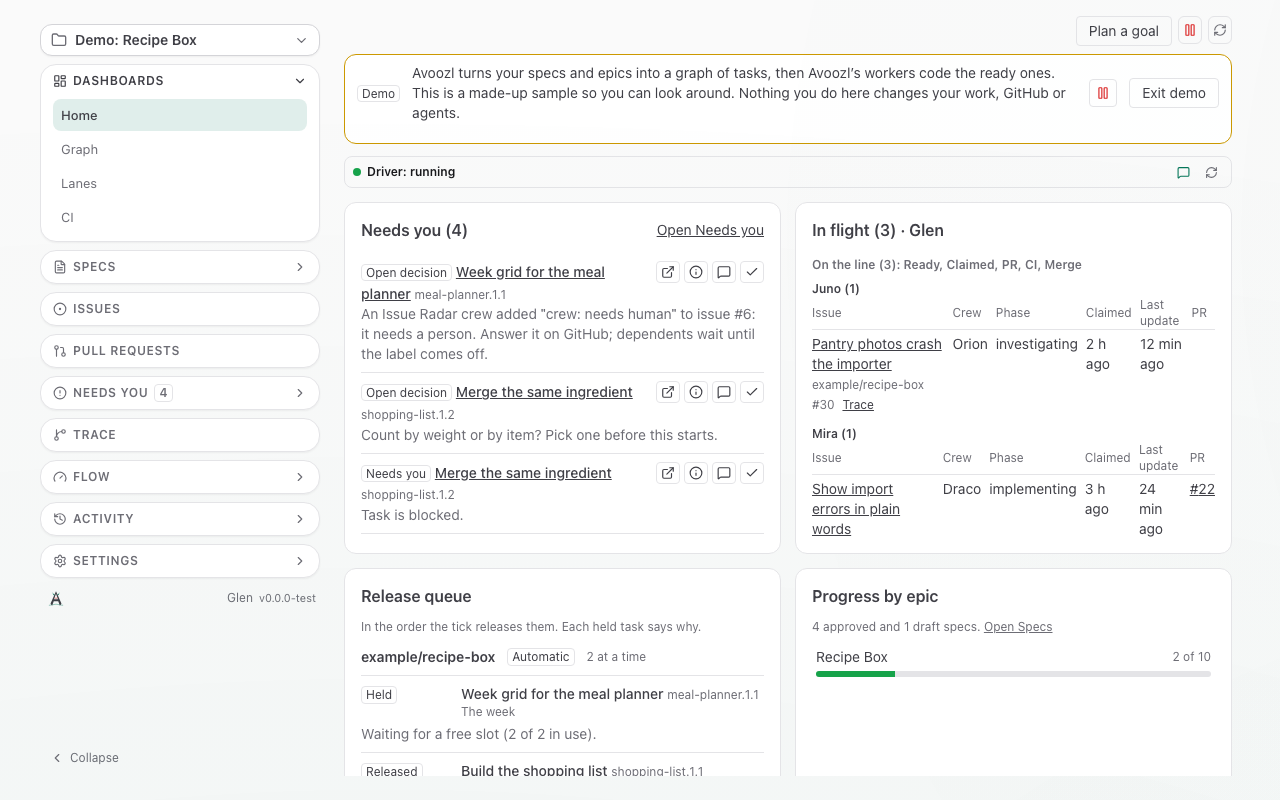 Demo: Recipe Box
DASHBOARDS
Home
Graph
Lanes
CI
SPECS
ISSUES
PULL REQUESTS
NEEDS YOU 4
TRACE
FLOW
ACTIVITY
SETTINGS
Glen v0.0.0-test
Collapse
Plan a goal
Demo
Avoozl turns your specs and epics into a graph of tasks, then Avoozl's workers code the ready ones.
This is a made-up sample so you can look around. Nothing you do here changes your work, GitHub or
agents.
Exit demo
Driver: running
Needs you (4)
Open Needs you
Open decision Week grid for the meal
planner meal-planner.1.1
An Issue Radar crew added "crew: needs human" to issue #6:
it needs a person. Answer it on GitHub; dependents wait until
the label comes off.
Open decision Merge the same ingredient
shopping-list.1.2
Count by weight or by item? Pick one before this starts.
Needs you Merge the same ingredient
shopping-list.1.2
Task is blocked.
In flight (3) · Glen
On the line (3): Ready, Claimed, PR, CI, Merge
Juno (1)
Issue Crew Phase Claimed Last update PR
Pantry photos crash Orion investigating 2 h 12 min
the importer ago ago
example/recipe-box
#30 Trace
Mira (1)
Issue Crew Phase Claimed Last update PR
Show import Draco implementing 3 h 24 #22
errors in plain ago min
words ago
Release queue
In the order the tick releases them. Each held task says why.
example/recipe-box Automatic 2 at a time
Held Week grid for the meal planner meal-planner.1.1
The week
Waiting for a free slot (2 of 2 in use).
Released Build the shopping list shopping-list.1.1
Progress by epic
4 approved and 1 draft specs. Open Specs
Recipe Box 2 of 10